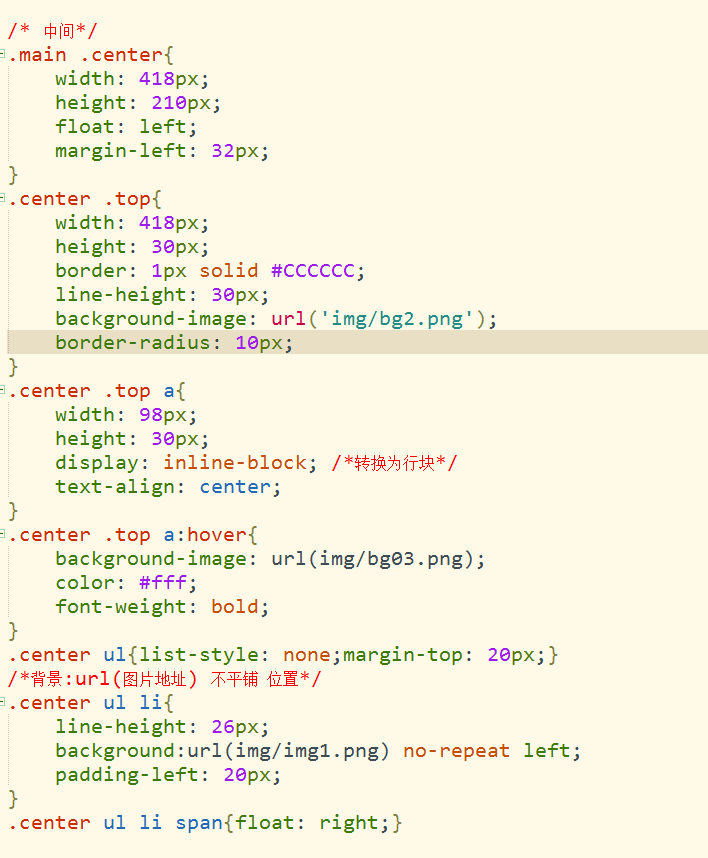 /* 中间*/
.main .center{
width: 418px;
height: 210px;
float: left;
margin-left: 32px;
}
.center .top{
width: 418px;
height: 30px;
border: 1px solid #CCCCCC;
line-height: 30px;
background-image: url('img/bg2.png');
border-radius: 10px;
}
.center .top a{
width: 98px;
height: 30px;
display: inline-block; /*转换为行块*/
text-align: center;
}
.center .top a:hover{
background-image: url(img/bg03.png);
color: #fff;
font-weight: bold;
}
.center ul{list-style: none;margin-top: 20px;}
/*背景:url(图片地址) 不平铺 位置*/
.center ul li{
line-height: 26px;
background:url(img/img1.png) no-repeat left;
padding-left: 20px;
}
.center ul li span{float: right;}